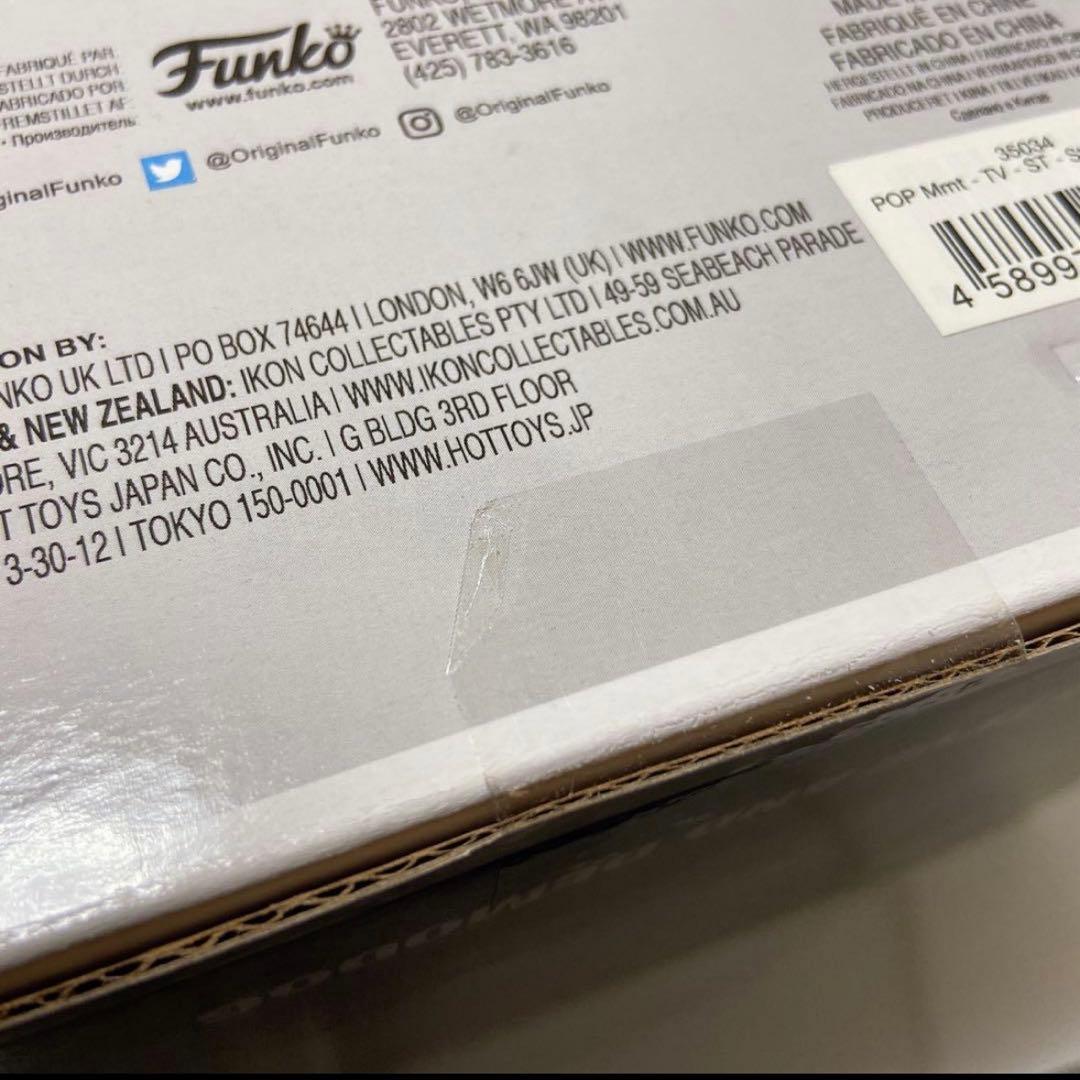 FABRIQUÉ PAR
STELLT DURCH
ABRICADO POR
REMSTILLET AF
• Производитель
Funko
www.funko.com
2802 WETMORE
EVERETT, WA 98201
(425) 783-3616
ginalFunko
@OriginalFunko
@OriginalFunko
FABRIQUÉ EN CHINE
FABRICADO EN CHINA
Сделано в Китае
35034
POP Mmt - TV - ST - S
4 5899
ON BY:
NKO UK LTD | PO BOX 74644 | LONDON, W6 6JW (UK) | WWW.FUNKO.COM
& NEW ZEALAND: IKON COLLECTABLES PTY LTD | 49-59 SEABEACH PARADE
ORE, VIC 3214 AUSTRALIA | WWW.IKONCOLLECTABLES.COM.AU
T TOYS JAPAN CO., INC. | G BLDG 3RD FLOOR
3-30-12 | TOKYO 150-0001 | WWW.HOTTOYS.JP